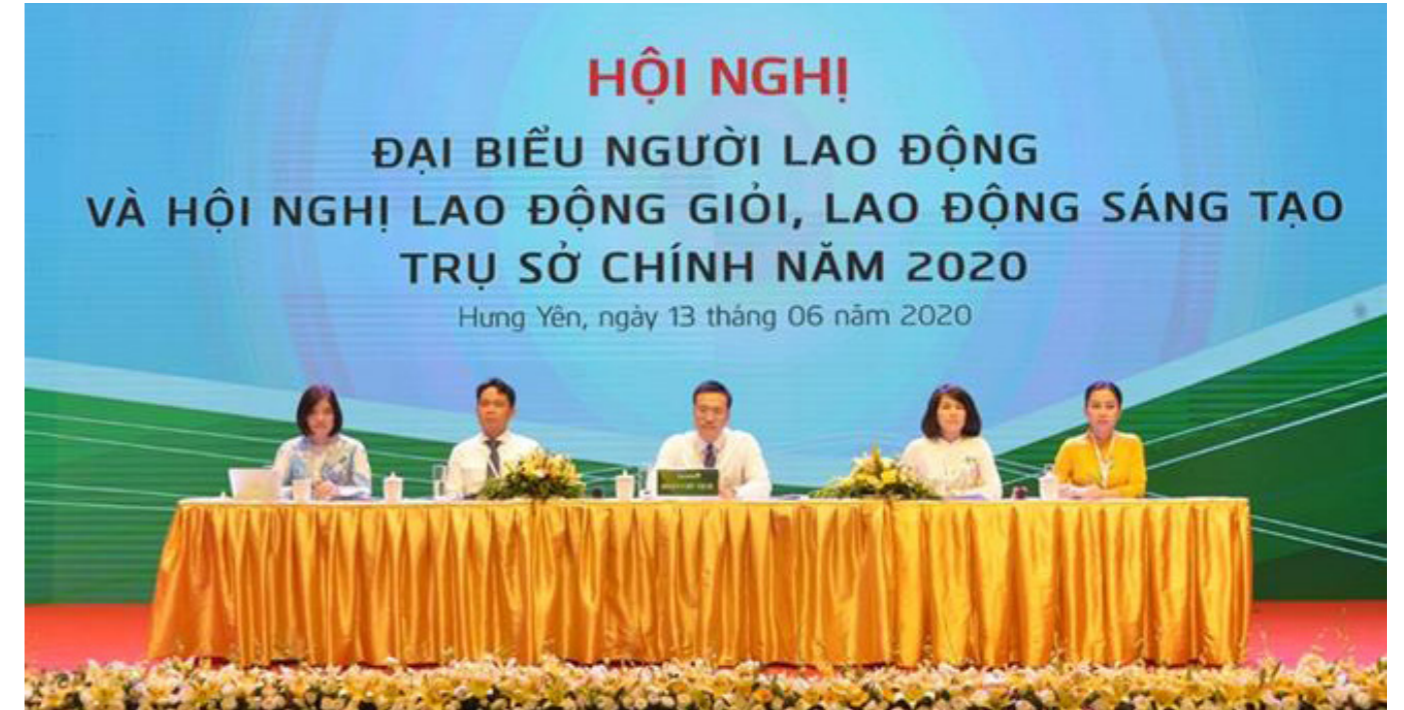 HỘI NGHỊ
ĐẠI BIỂU NGƯỜI LAO ĐỘNG
VÀ HỘI NGHỊ LAO ĐỘNG GIỎI, LAO ĐỘNG SÁNG TẠO
TRỤ SỞ CHÍNH NĂM 2020
Hưng Yên, ngày 13 tháng 06 năm 2020